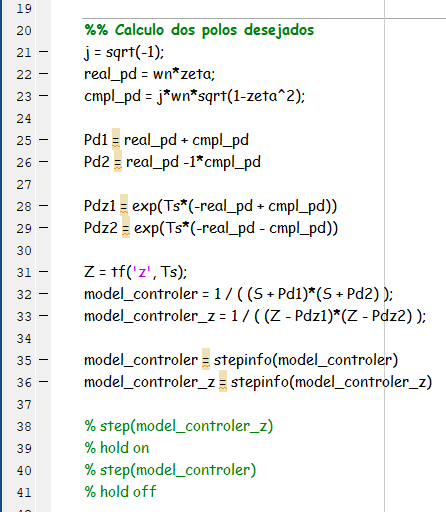 19
20 %% Calculo dos polos desejados
21 – j = sqrt(-1);
22 – real_pd = wn*zeta;
23 – cmpl_pd = j*wn*sqrt(1-zeta^2);
24
25 – Pd1 = real_pd + cmpl_pd
26 – Pd2 = real_pd -1*cmpl_pd
27
28 – Pdz1 = exp(Ts*(-real_pd + cmpl_pd))
29 – Pdz2 = exp(Ts*(-real_pd - cmpl_pd))
30
31 – Z = tf('z', Ts);
32 – model_controler = 1 / ( (S + Pd1)*(S + Pd2) );
33 – model_controler_z = 1 / ( (Z - Pdz1)*(Z - Pdz2) );
34
35 – model_controler = stepinfo(model_controler)
36 – model_controler_z = stepinfo(model_controler_z)
37
38 % step(model_controler_z)
39 % hold on
40 % step(model_controler)
41 % hold off